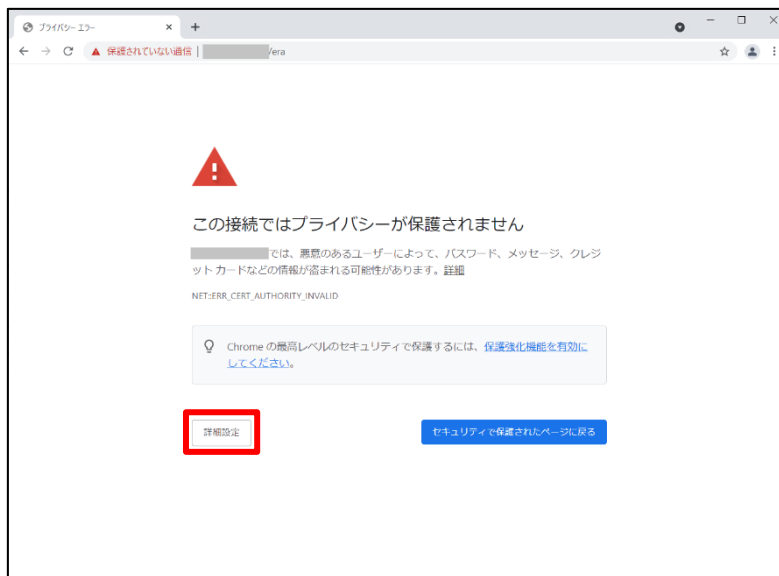 プライバシー エラー
保護されていない通信 | /era
この接続ではプライバシーが保護されません
では、悪意のあるユーザーによって、パスワード、メッセージ、クレジ
ット カードなどの情報が盗まれる可能性があります。詳細
NET::ERR_CERT_AUTHORITY_INVALID
Chrome の最高レベルのセキュリティで保護するには、保護強化機能を有効に
してください。
詳細設定
セキュリティで保護されたページに戻る